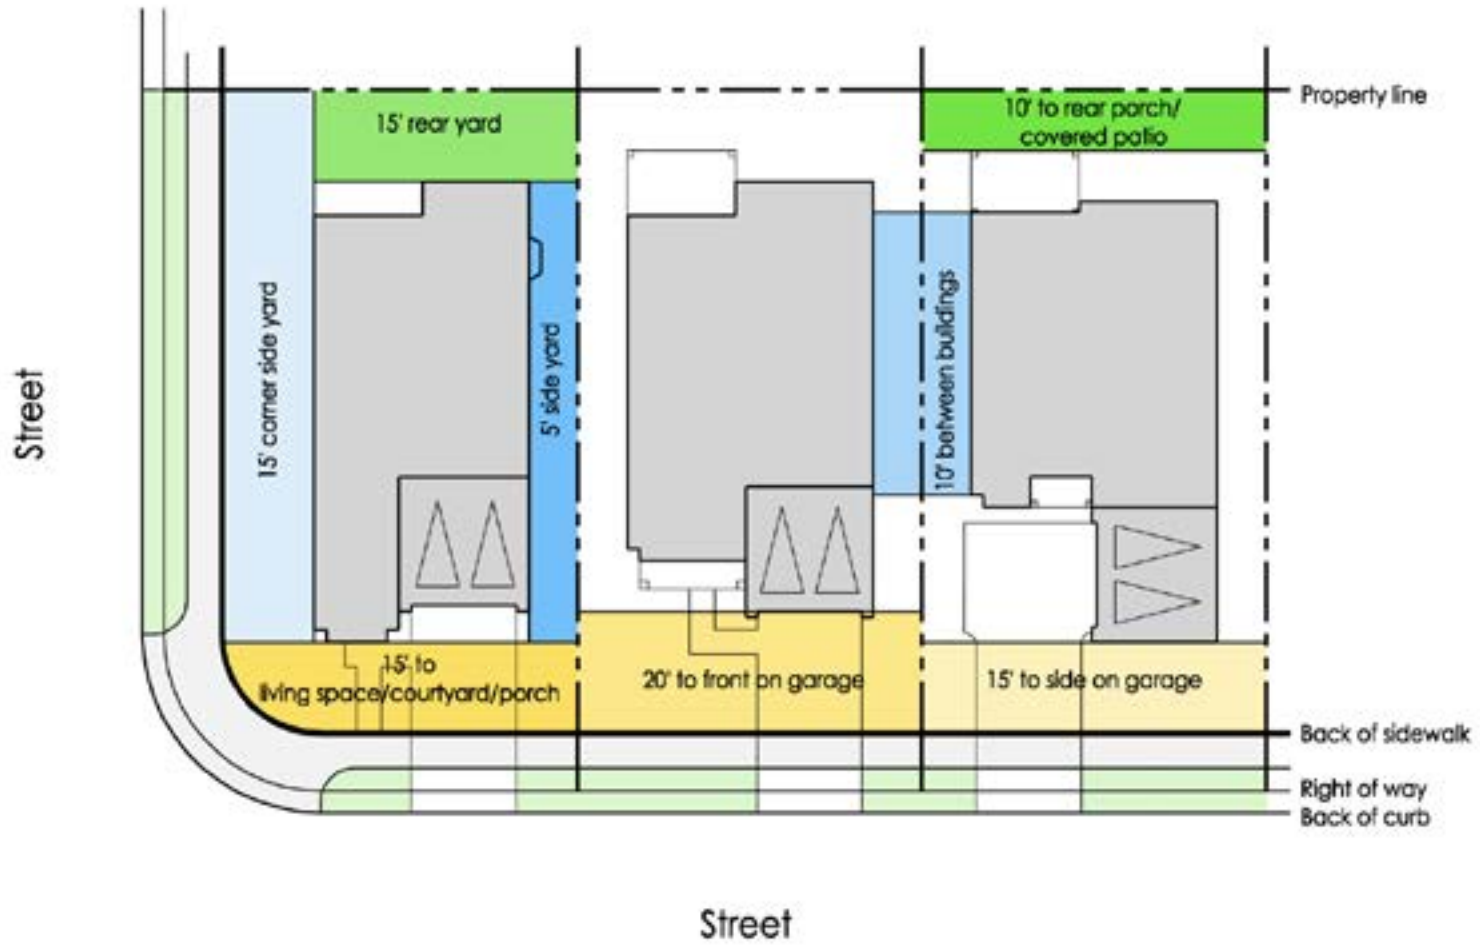 Property line
15' rear yard
10' to rear porch/
covered patio
Street
15' corner side yard
5' side yard
10' between buildings
15' to
living space/courtyard/porch
20' to front on garage
15' to side on garage
Back of sidewalk
Right of way
Back of curb
Street